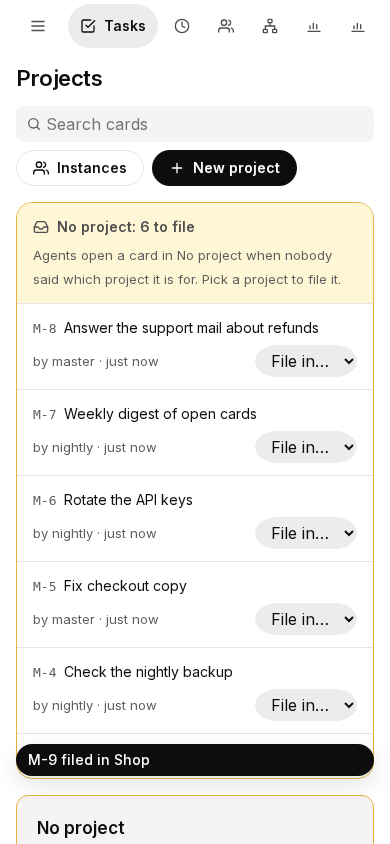 Tasks
Projects
Search cards
Instances
New project
No project: 6 to file
Agents open a card in No project when nobody
said which project it is for. Pick a project to file it.
M-8 Answer the support mail about refunds
by master · just now File in…
M-7 Weekly digest of open cards
by nightly · just now File in…
M-6 Rotate the API keys
by nightly · just now File in…
M-5 Fix checkout copy
by master · just now File in…
M-4 Check the nightly backup
by nightly · just now File in…
M-9 filed in Shop
No project